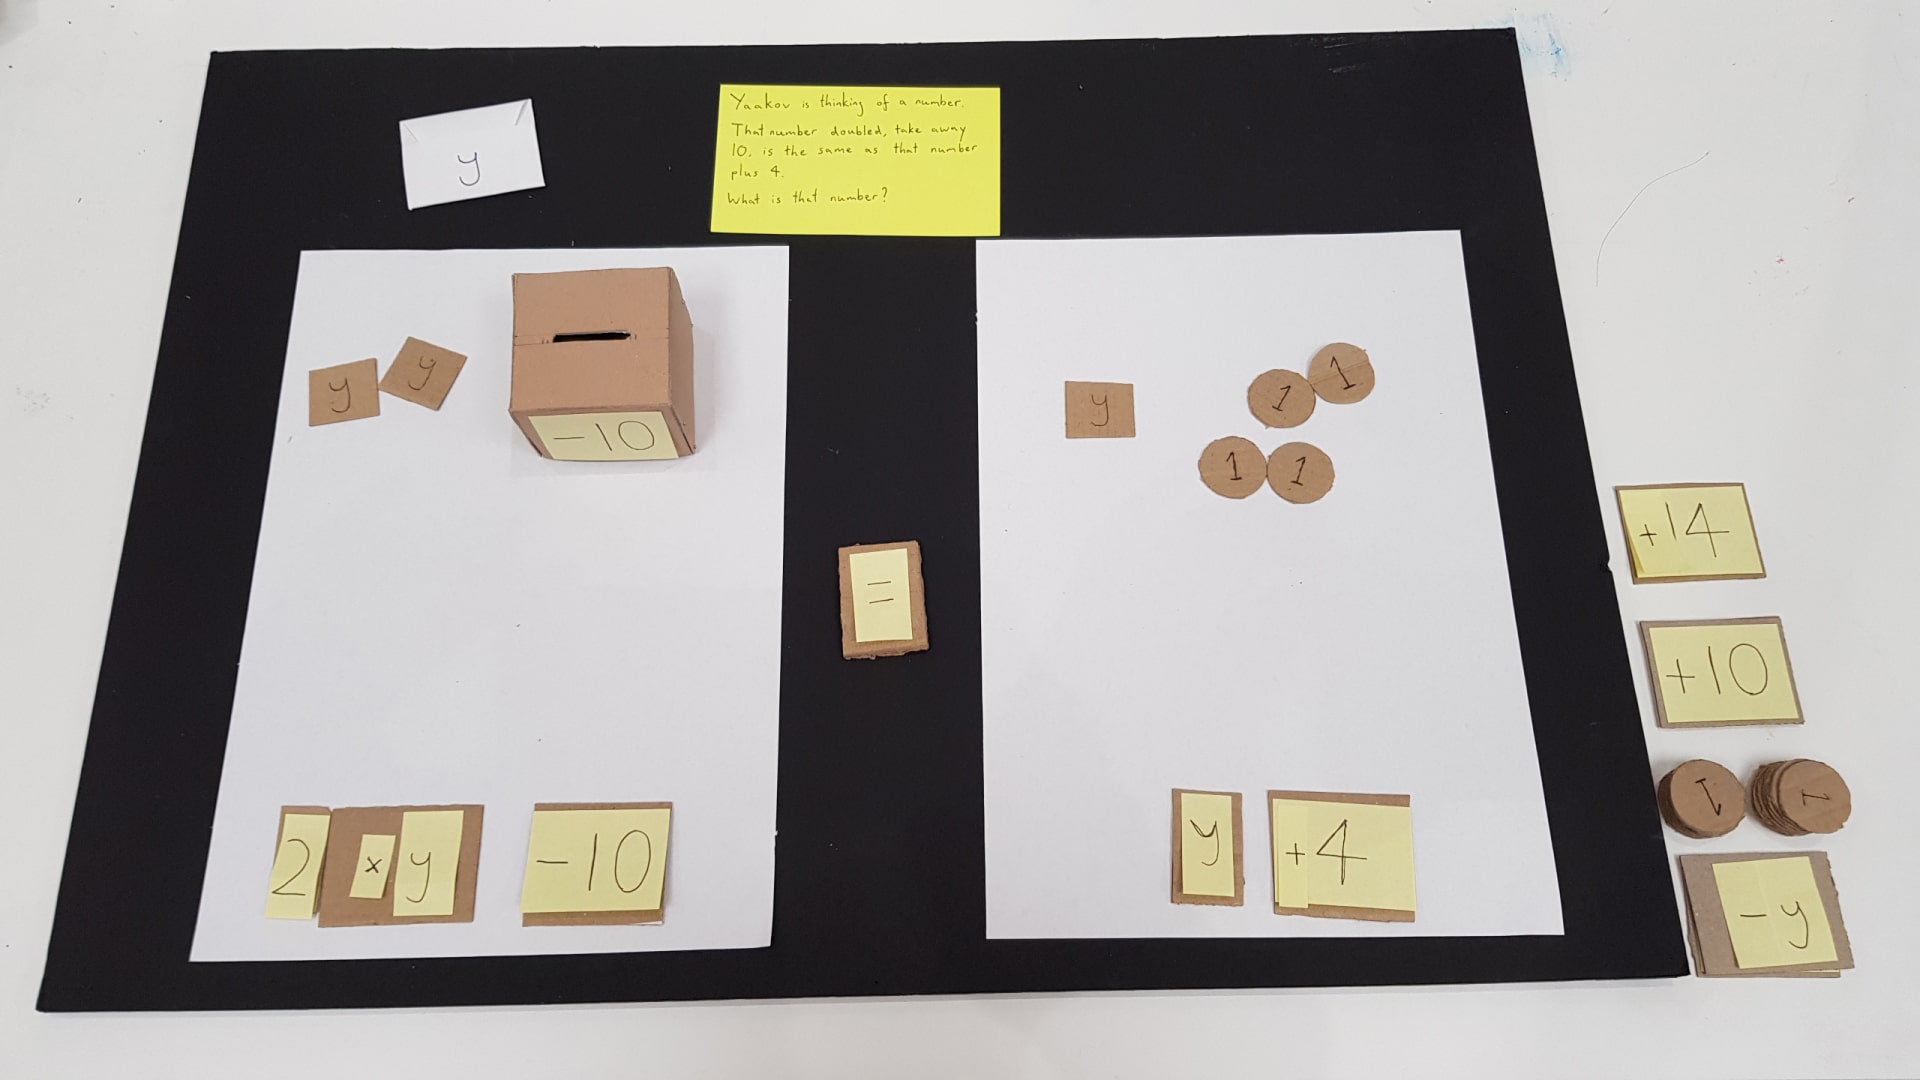 y
Yaakov is thinking of a number.
That number doubled, take away
10, is the same as that number
plus 4.
What is that number?
y y
-10
y
1 1
1 1
=
+14
+10
1 1
2 × y -10
y +4
-y